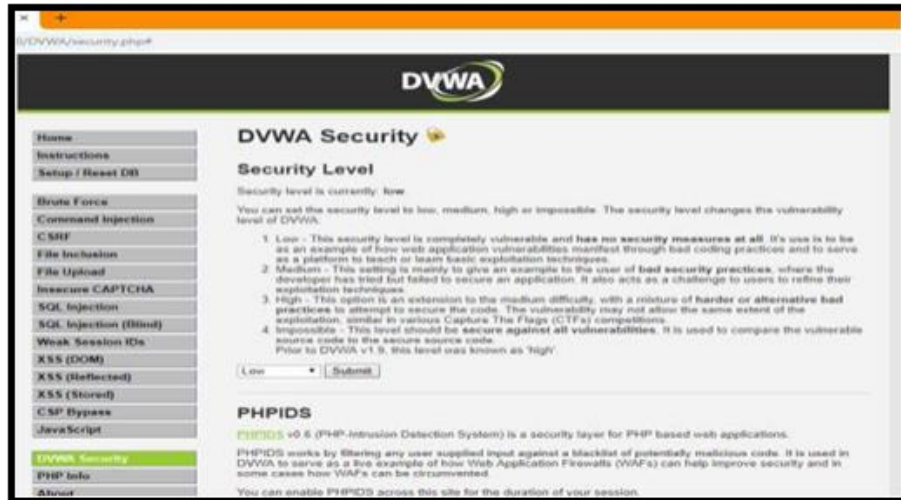 0/DVWA/security.php#
DVWA
Home
Instructions
Setup / Reset DB
Brute Force
Command Injection
CSRF
File Inclusion
File Upload
Insecure CAPTCHA
SQL Injection
SQL Injection (Blind)
Weak Session IDs
XSS (DOM)
XSS (Reflected)
XSS (Stored)
CSP Bypass
JavaScript
DVWA Security
PHP Info
About
DVWA Security
Security Level
Security level is currently: low
You can set the security level to low, medium, high or impossible. The security level changes the vulnerability
level of DVWA:
1. Low - This security level is completely vulnerable and has no security measures at all. It's use is to be
as an example of how web application vulnerabilities manifest through bad coding practices and to serve
as a platform to teach or learn basic exploitation techniques.
2. Medium - This setting is mainly to give an example to the user of bad security practices, where the
developer has tried but failed to secure an application. It also acts as a challenge to users to refine their
exploitation techniques.
3. High - This option is an extension to the medium difficulty, with a mixture of harder or alternative bad
practices to attempt to secure the code. The vulnerability may not allow the same extent of the
exploitation, similar in various Capture The Flags (CTFs) competitions.
4. Impossible - This level should be secure against all vulnerabilities. It is used to compare the vulnerable
source code to the secure source code.
Prior to DVWA v1.9, this level was known as 'high'.
Low Submit
PHPIDS
PHPIDS v0.6 (PHP-Intrusion Detection System) is a security layer for PHP based web applications.
PHPIDS works by filtering any user supplied input against a blacklist of potentially malicious code. It is used in
DVWA to serve as a live example of how Web Application Firewalls (WAFs) can help improve security and in
some cases how WAFs can be circumvented.
You can enable PHPIDS across this site for the duration of your session.